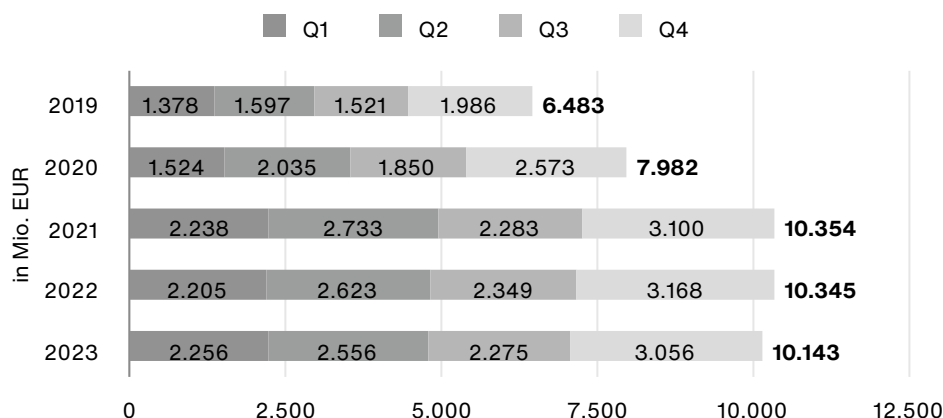 Q1 Q2 Q3 Q4
in Mio. EUR
2019 1.378 1.597 1.521 1.986 6.483
2020 1.524 2.035 1.850 2.573 7.982
2021 2.238 2.733 2.283 3.100 10.354
2022 2.205 2.623 2.349 3.168 10.345
2023 2.256 2.556 2.275 3.056 10.143
0 2.500 5.000 7.500 10.000 12.500